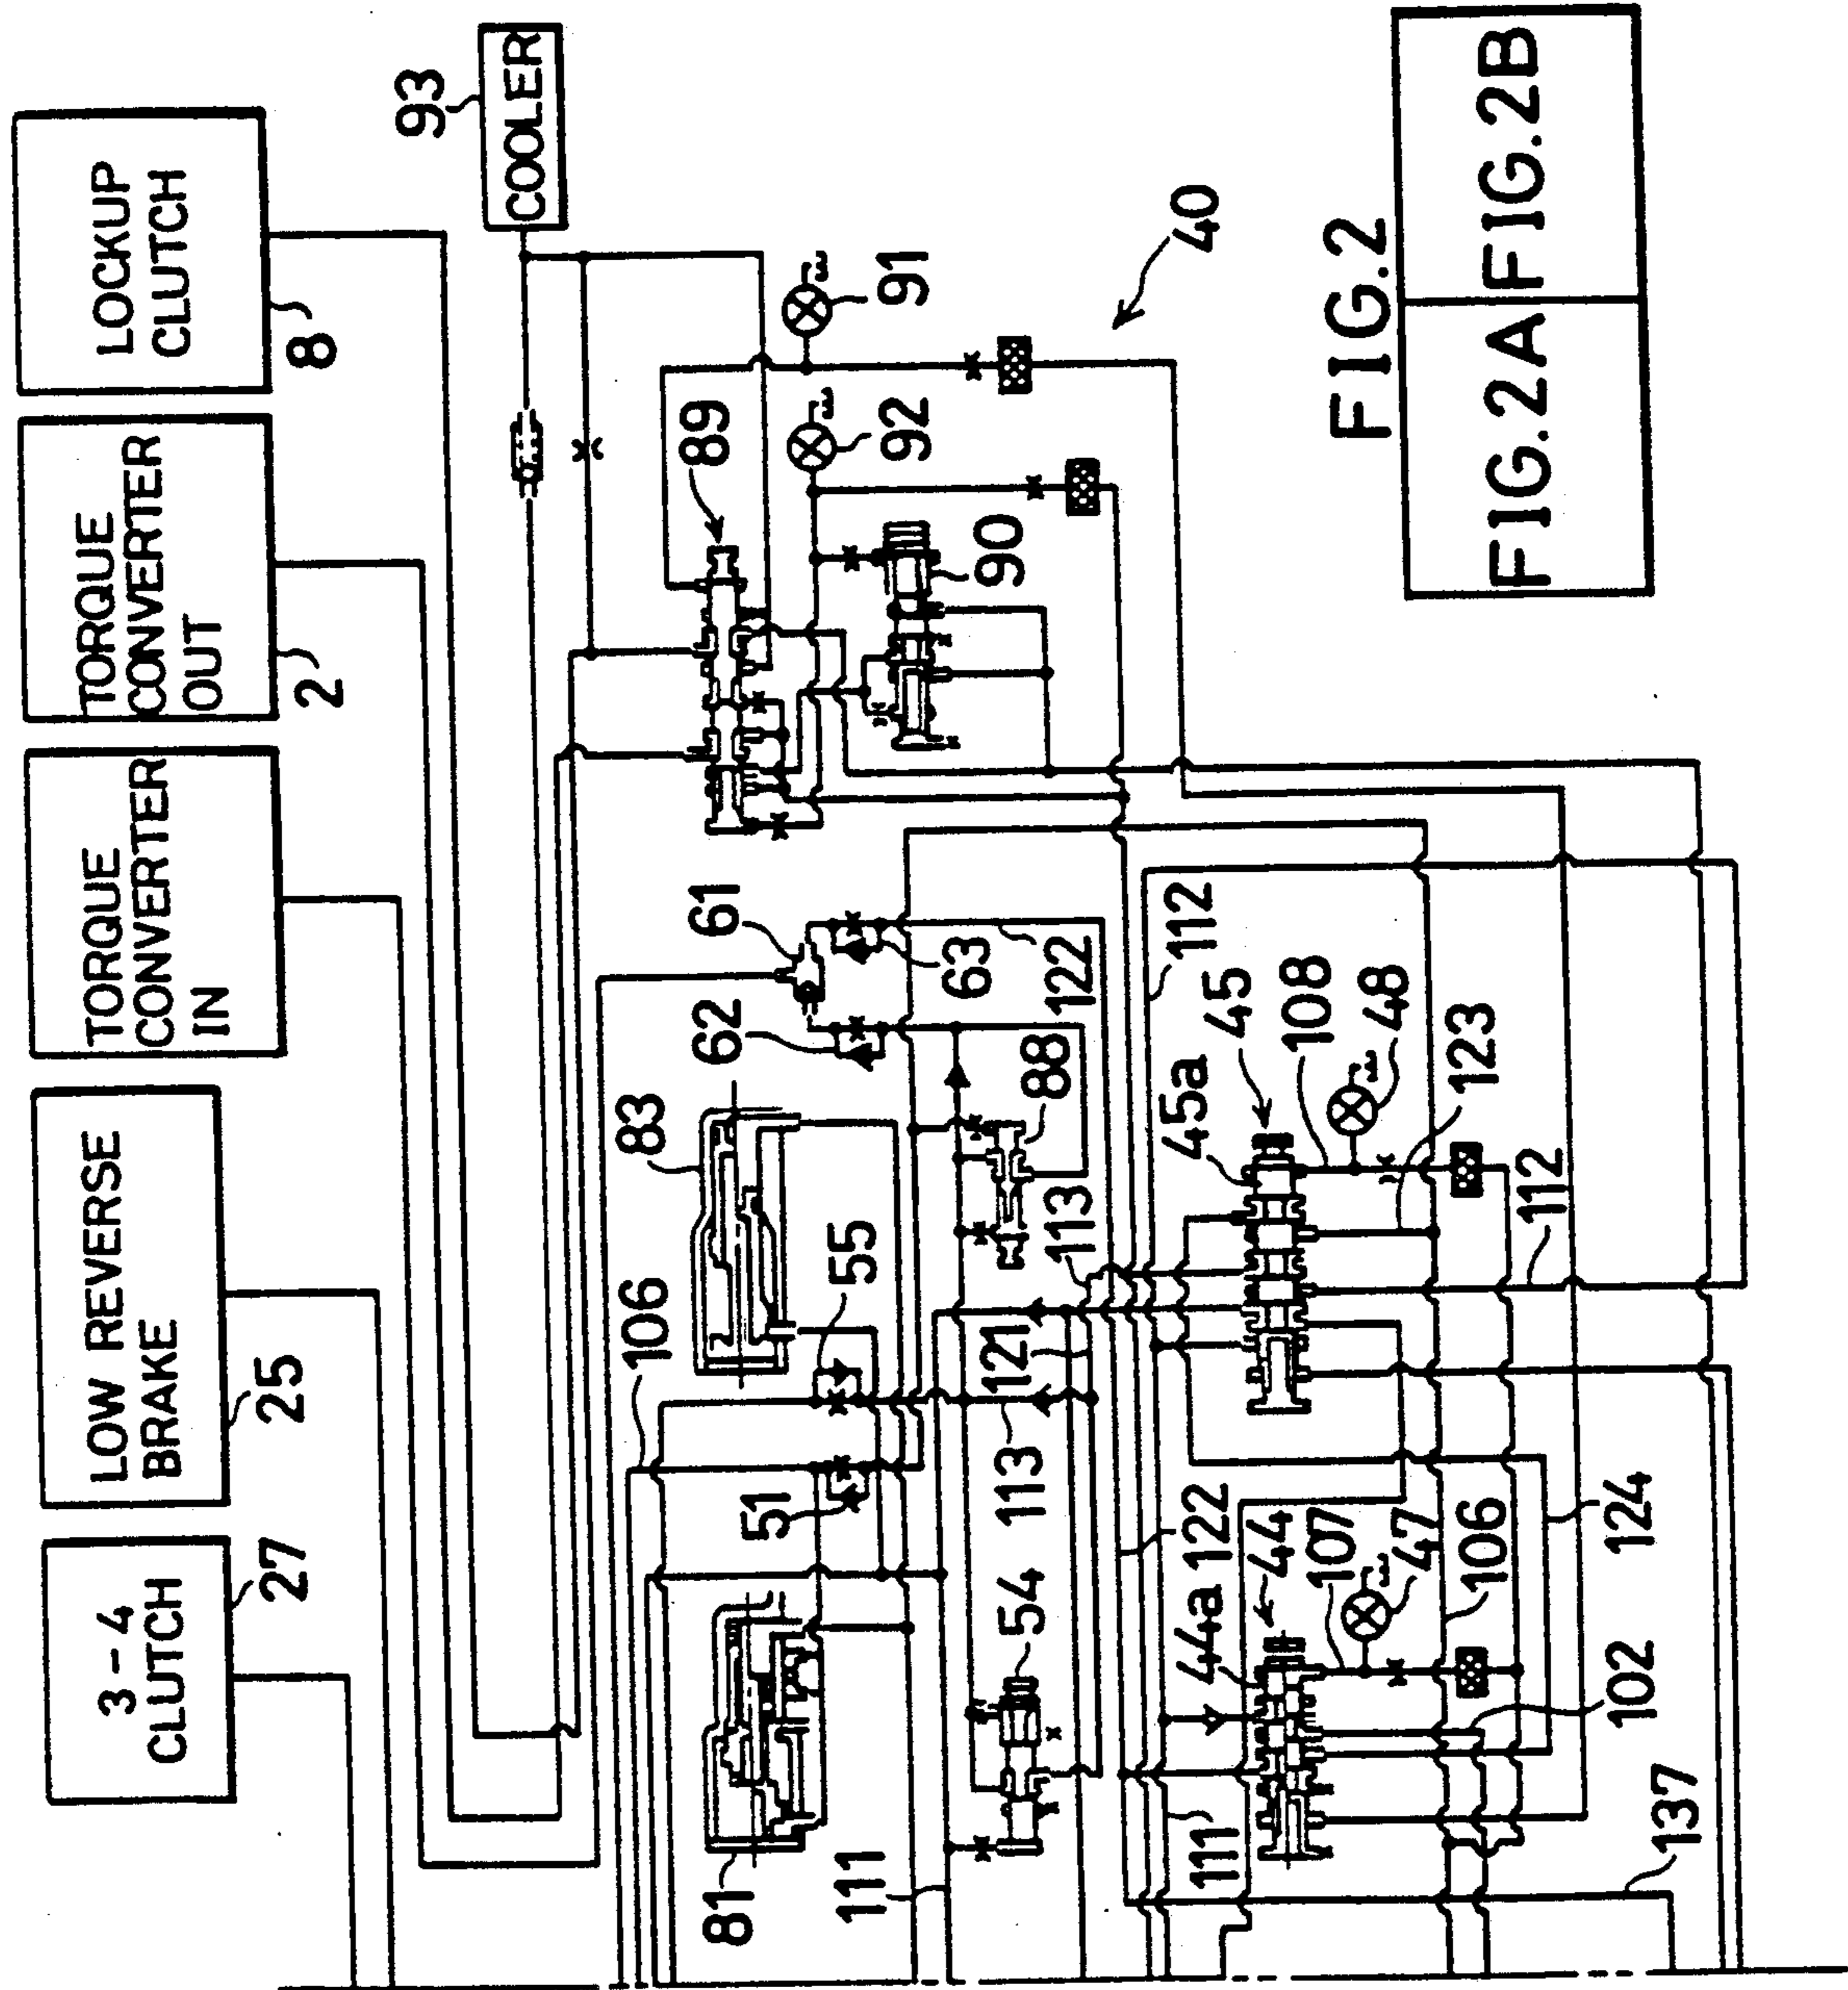 3-4
CLUTCH
27
LOW REVERSE
BRAKE
25
TORQUE
CONVERTER
IN
TORQUE
CONVERTER
OUT
2
LOCKUP
CLUTCH
8
93
COOLER
81
83
106
51
55
62
61
63
89
92
91
90
40
111
54
113
121
113
88
122
112
111
44a
122
44
107
47
106
102
124
137
45a
45
108
48
123
112
FIG.2
FIG.2A
FIG.2B